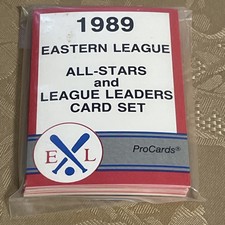 1989
EASTERN LEAGUE
ALL-STARS
and
LEAGUE LEADERS
CARD SET
E L
ProCards®